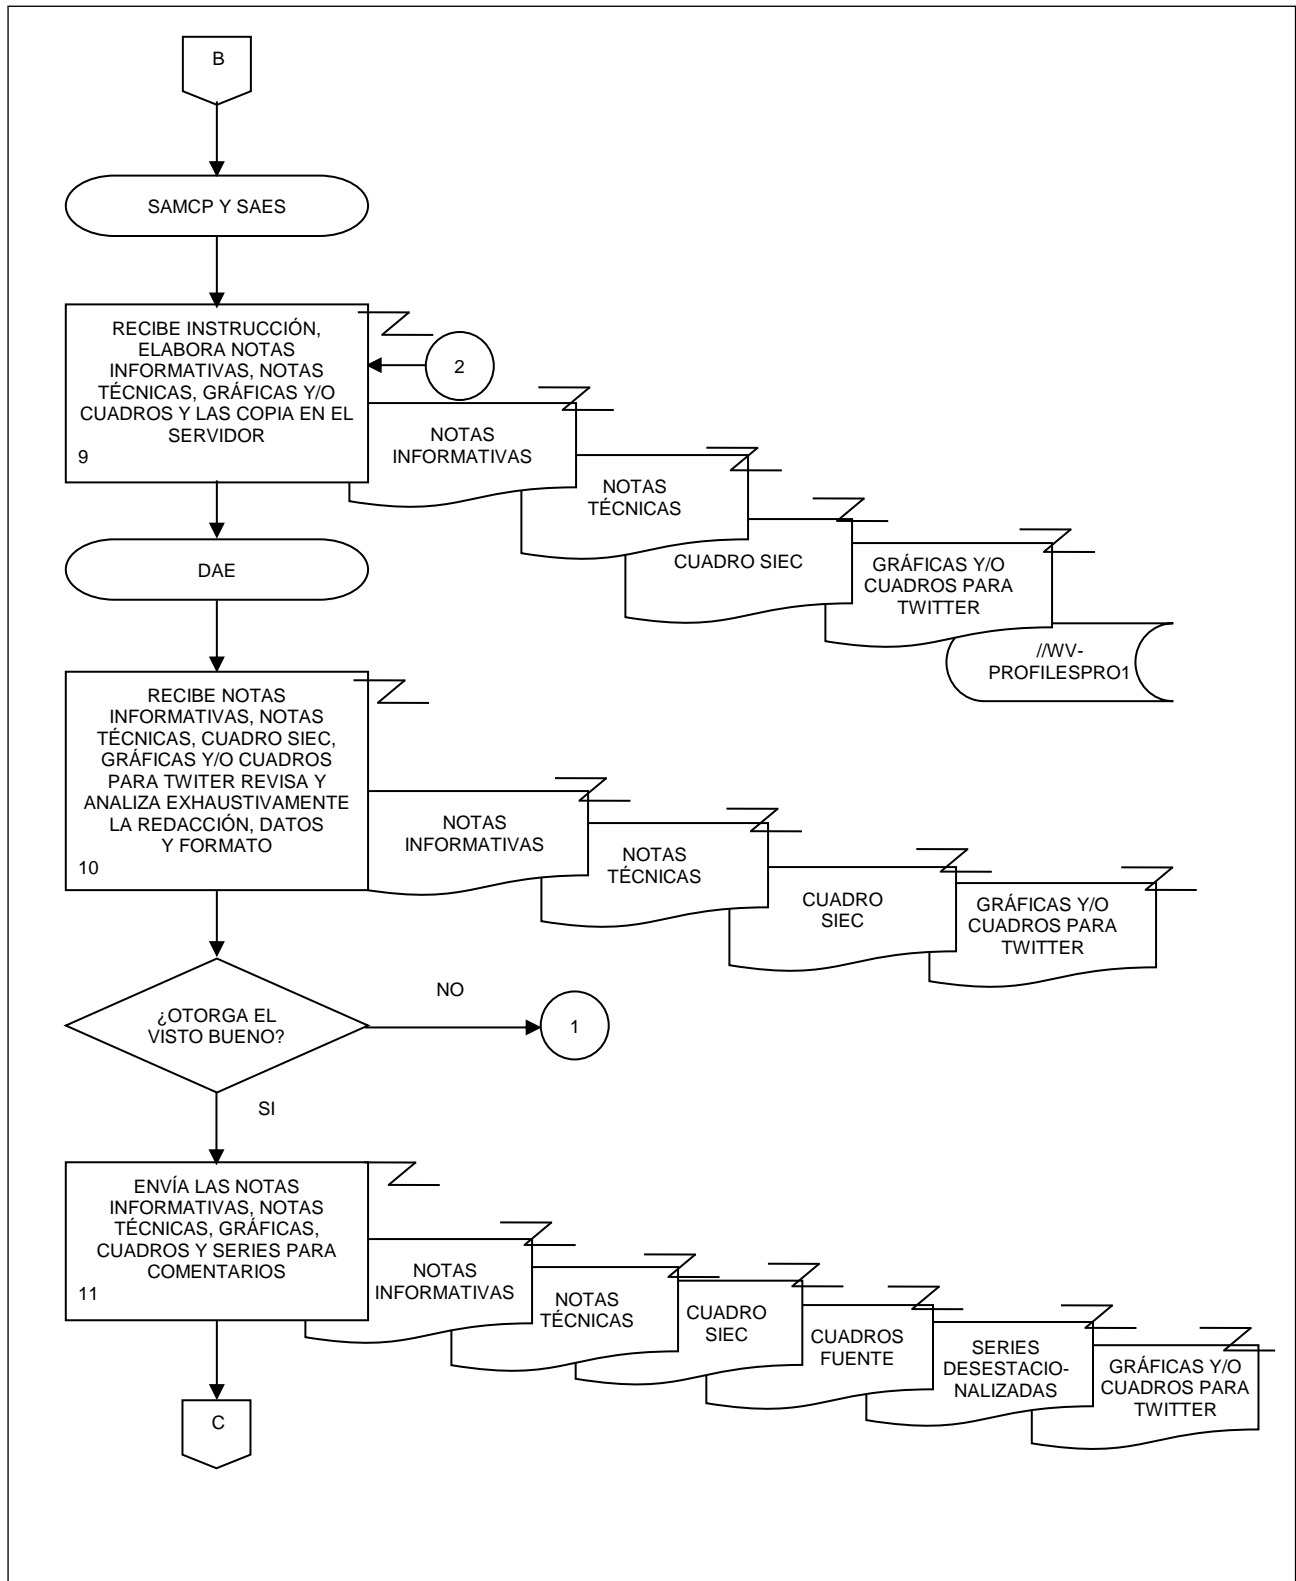 B
SAMCP Y SAES
RECIBE INSTRUCCIÓN,
ELABORA NOTAS
INFORMATIVAS, NOTAS
TÉCNICAS, GRÁFICAS Y/O
CUADROS Y LAS COPIA EN EL
SERVIDOR
9
2
NOTAS
INFORMATIVAS
NOTAS
TÉCNICAS
CUADRO SIEC
GRÁFICAS Y/O
CUADROS PARA
TWITTER
//WV-
PROFILESPRO1
DAE
RECIBE NOTAS
INFORMATIVAS, NOTAS
TÉCNICAS, CUADRO SIEC,
GRÁFICAS Y/O CUADROS
PARA TWITER REVISA Y
ANALIZA EXHAUSTIVAMENTE
LA REDACCIÓN, DATOS
Y FORMATO
10
NOTAS
INFORMATIVAS
NOTAS
TÉCNICAS
CUADRO
SIEC
GRÁFICAS Y/O
CUADROS PARA
TWITTER
¿OTORGA EL
VISTO BUENO?
NO
1
SI
ENVÍA LAS NOTAS
INFORMATIVAS, NOTAS
TÉCNICAS, GRÁFICAS,
CUADROS Y SERIES PARA
COMENTARIOS
11
NOTAS
INFORMATIVAS
NOTAS
TÉCNICAS
CUADRO
SIEC
CUADROS
FUENTE
SERIES
DESESTACIO-
NALIZADAS
GRÁFICAS Y/O
CUADROS PARA
TWITTER
C